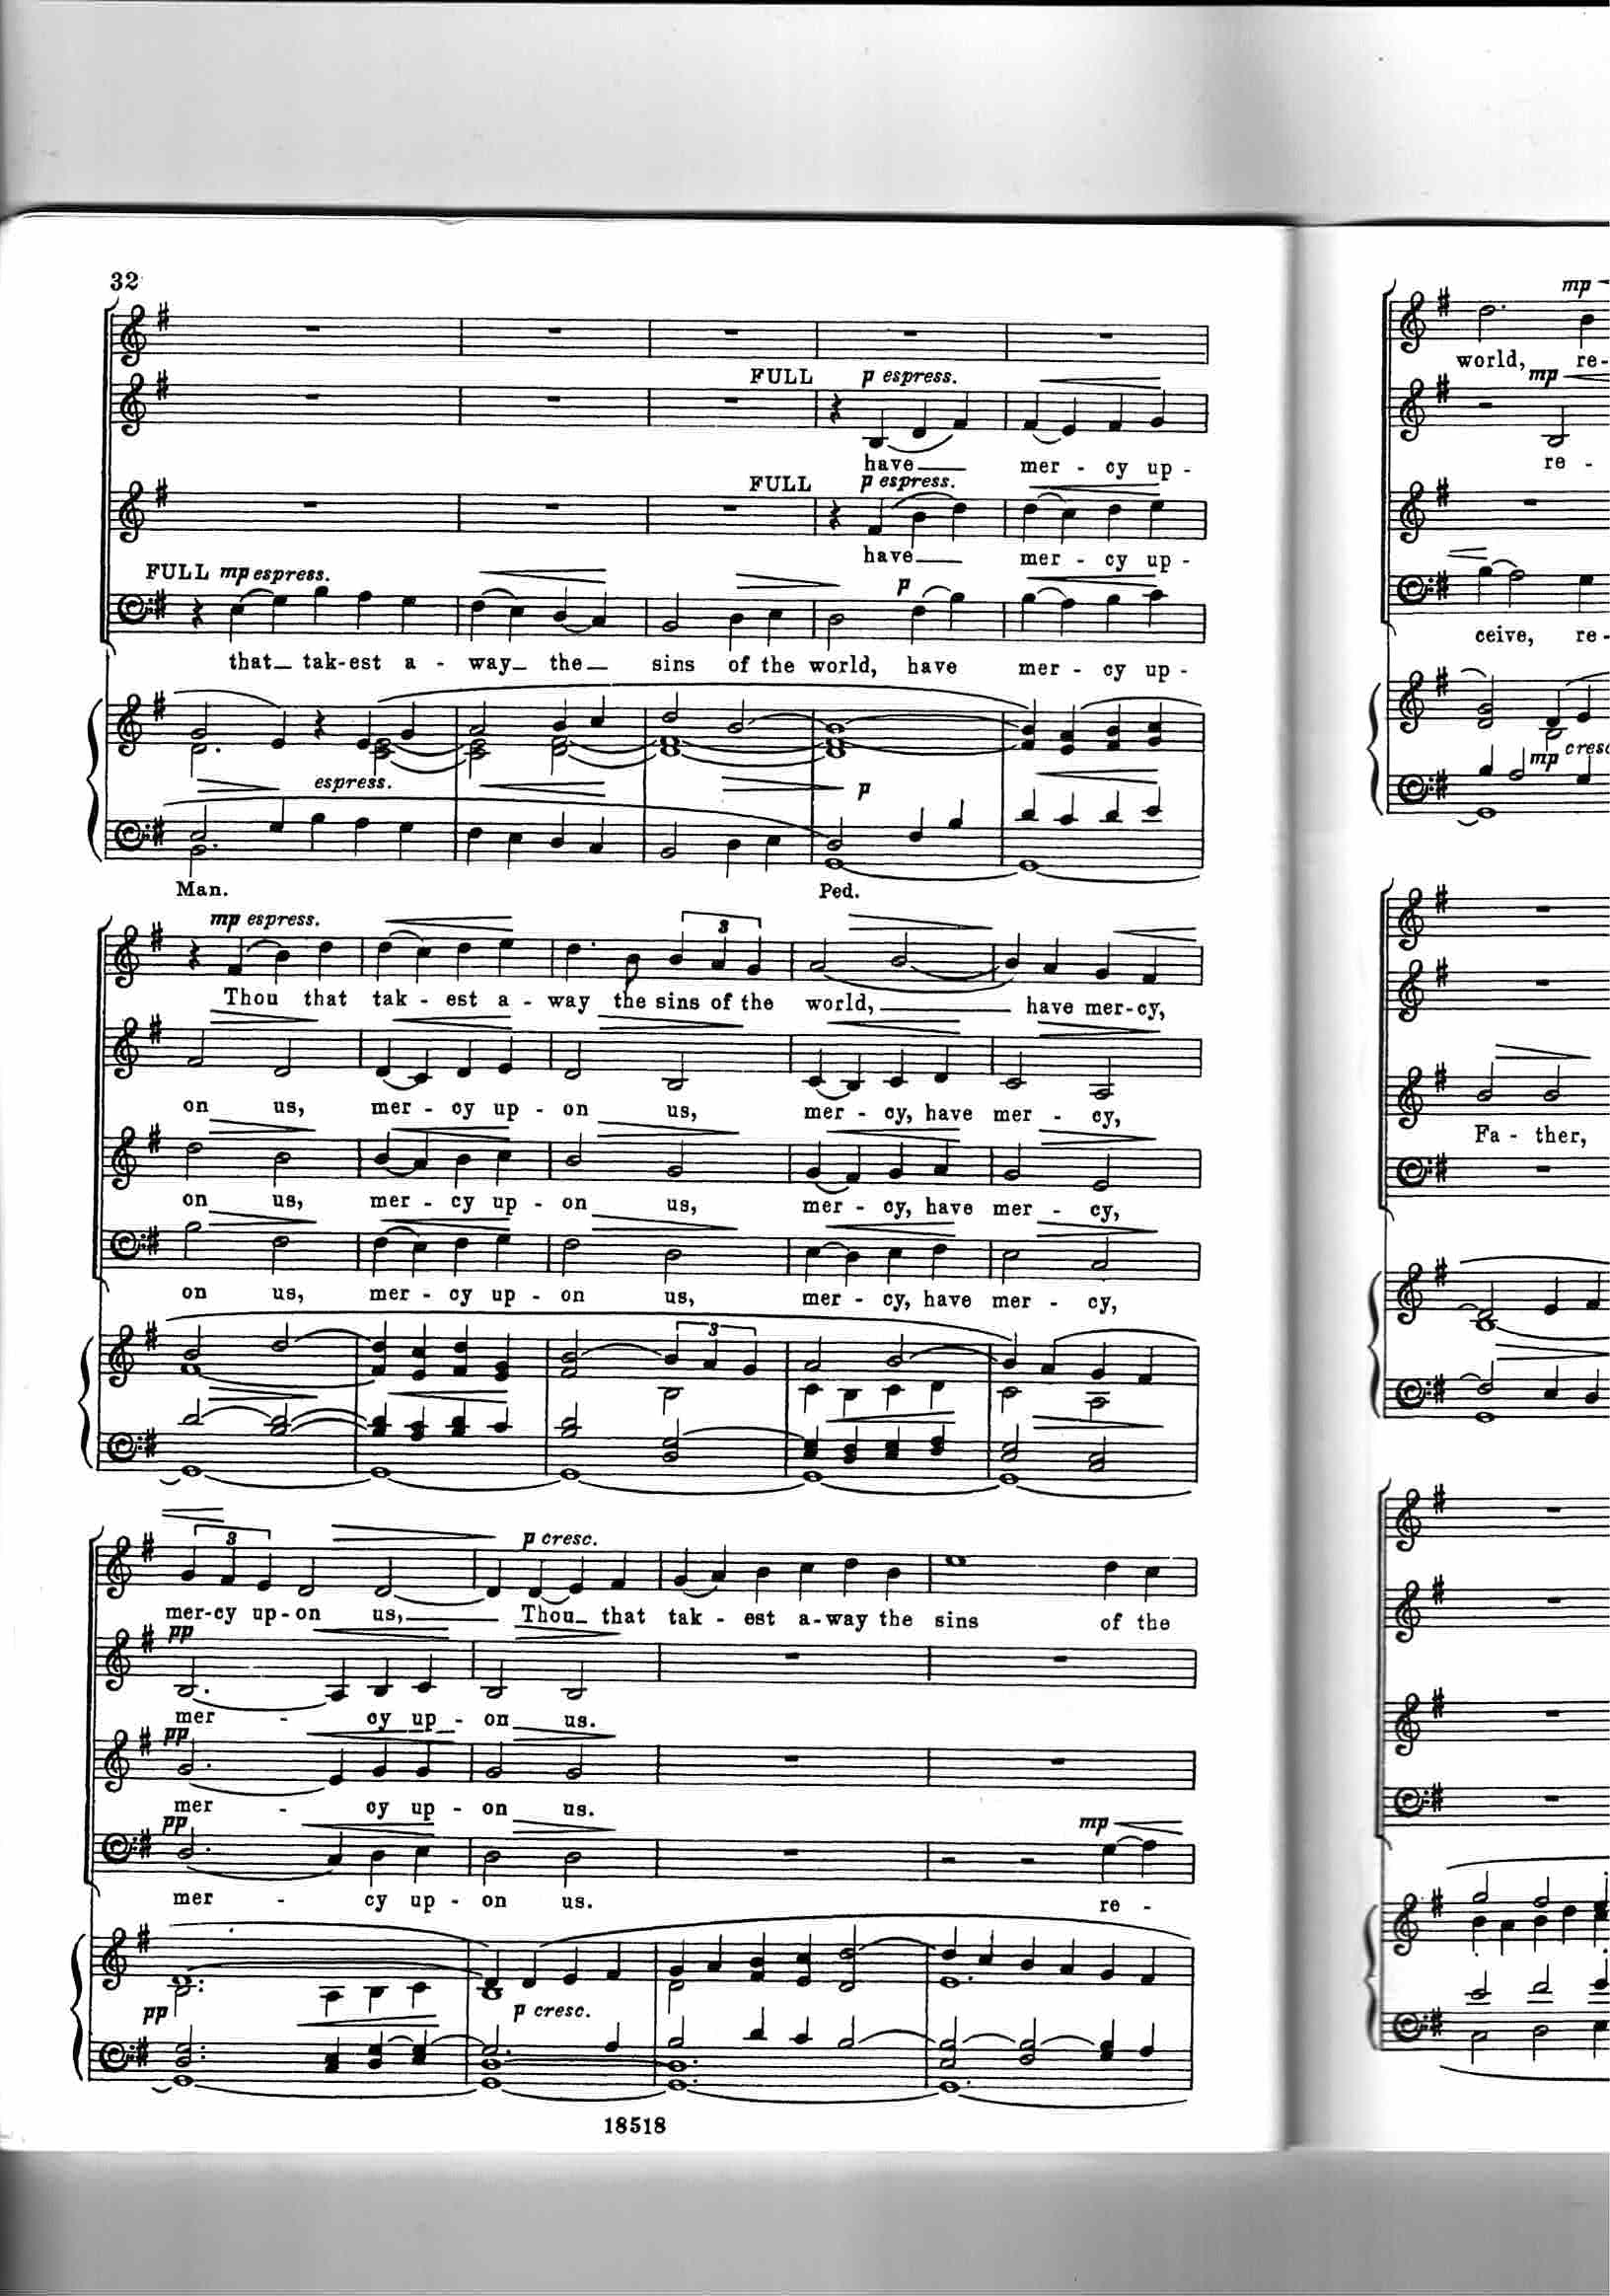 32
FULL p espress.
have mer - cy up -
FULL p espress.
have mer - cy up -
FULL mp espress.
p
that tak-est a - way the sins of the world, have mer - cy up -
espress.
p
Man. Ped.
mp espress.
3
Thou that tak - est a - way the sins of the world, have mer-cy,
on us, mer - cy up - on us, mer - cy, have mer - cy,
on us, mer - cy up - on us, mer - cy, have mer - cy,
on us, mer - cy up - on us, mer - cy, have mer - cy,
3
3
p cresc.
mer-cy up-on us, Thou that tak - est a-way the sins of the
pp
mer - cy up - on us.
pp
mer - cy up - on us.
pp
mp
mer - cy up - on us. re -
pp
p cresc.
18518
mp
world, re-
mp
re -
ceive, re-
mp cresc
Fa - ther,